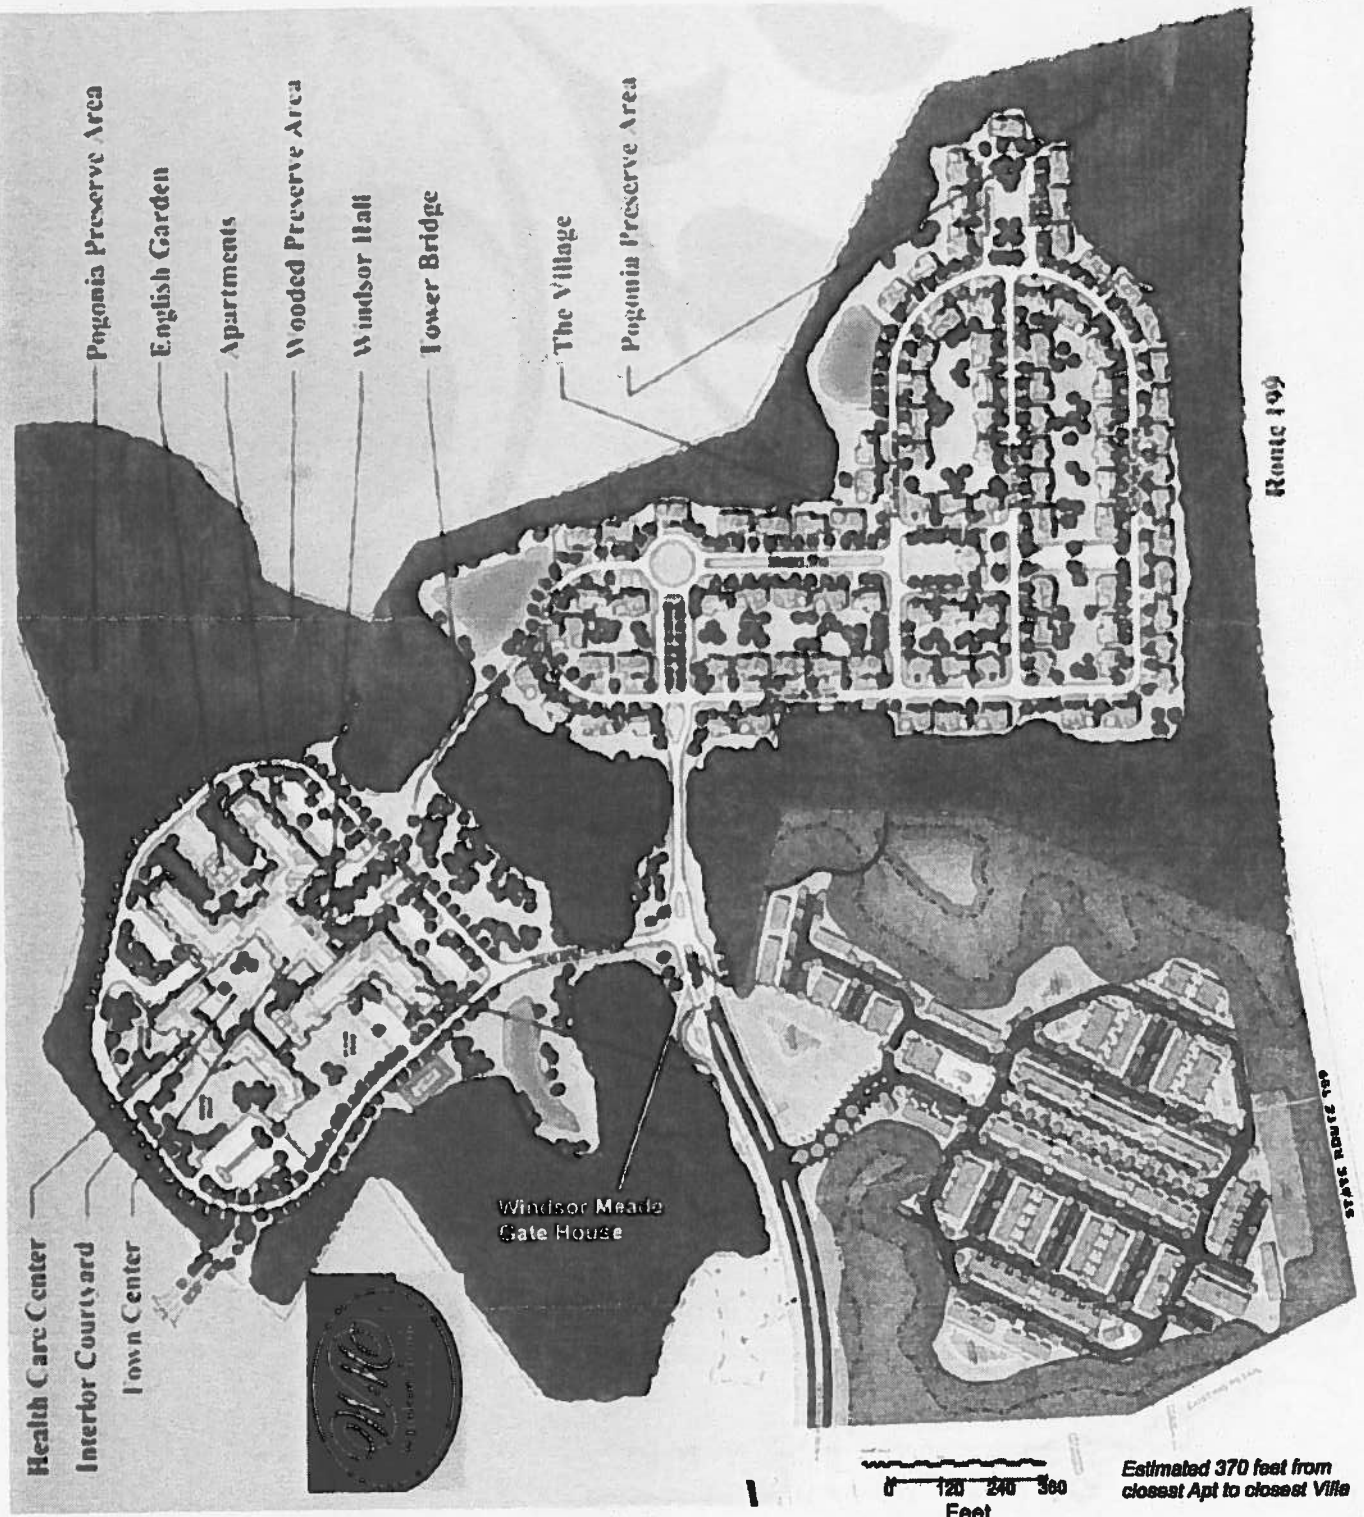 Pogonia Preserve Area
English Garden
Apartments
Wooded Preserve Area
Windsor Hall
Tower Bridge
The Village
Pogonia Preserve Area
Route 199
Health Care Center
Interior Courtyard
Town Center
Windsor Meade
Gate House
STATE ROUTE 199
0 120 240 360
Feet
Estimated 370 feet from
closest Apt to closest Villa